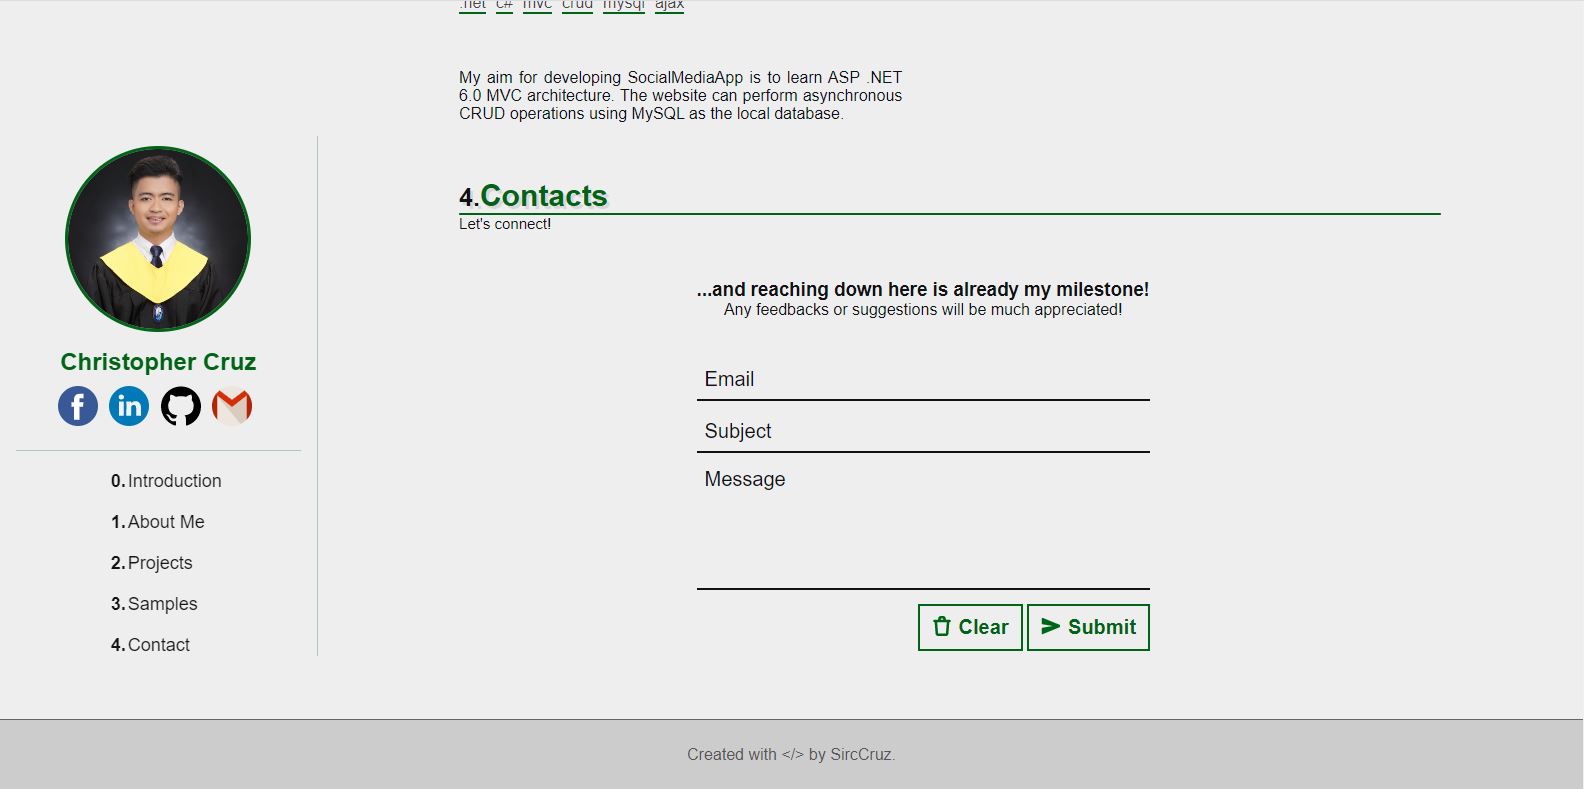 .net c# mvc crud mysql ajax
My aim for developing SocialMediaApp is to learn ASP .NET
6.0 MVC architecture. The website can perform asynchronous
CRUD operations using MySQL as the local database.
4.Contacts
Let's connect!
...and reaching down here is already my milestone!
Any feedbacks or suggestions will be much appreciated!
Email
Subject
Message
Clear
Submit
Christopher Cruz
f
in
0.Introduction
1.About Me
2.Projects
3.Samples
4.Contact
Created with </> by SircCruz.